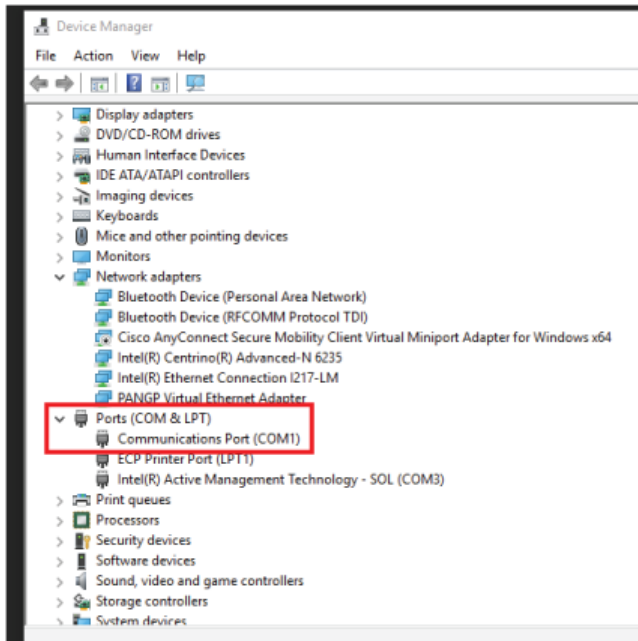 Device Manager
File Action View Help
Display adapters
DVD/CD-ROM drives
Human Interface Devices
IDE ATA/ATAPI controllers
Imaging devices
Keyboards
Mice and other pointing devices
Monitors
Network adapters
Bluetooth Device (Personal Area Network)
Bluetooth Device (RFCOMM Protocol TDI)
Cisco AnyConnect Secure Mobility Client Virtual Miniport Adapter for Windows x64
Intel(R) Centrino(R) Advanced-N 6235
Intel(R) Ethernet Connection I217-LM
PANGP Virtual Ethernet Adapter
Ports (COM & LPT)
Communications Port (COM1)
ECP Printer Port (LPT1)
Intel(R) Active Management Technology - SOL (COM3)
Print queues
Processors
Security devices
Software devices
Sound, video and game controllers
Storage controllers
System devices